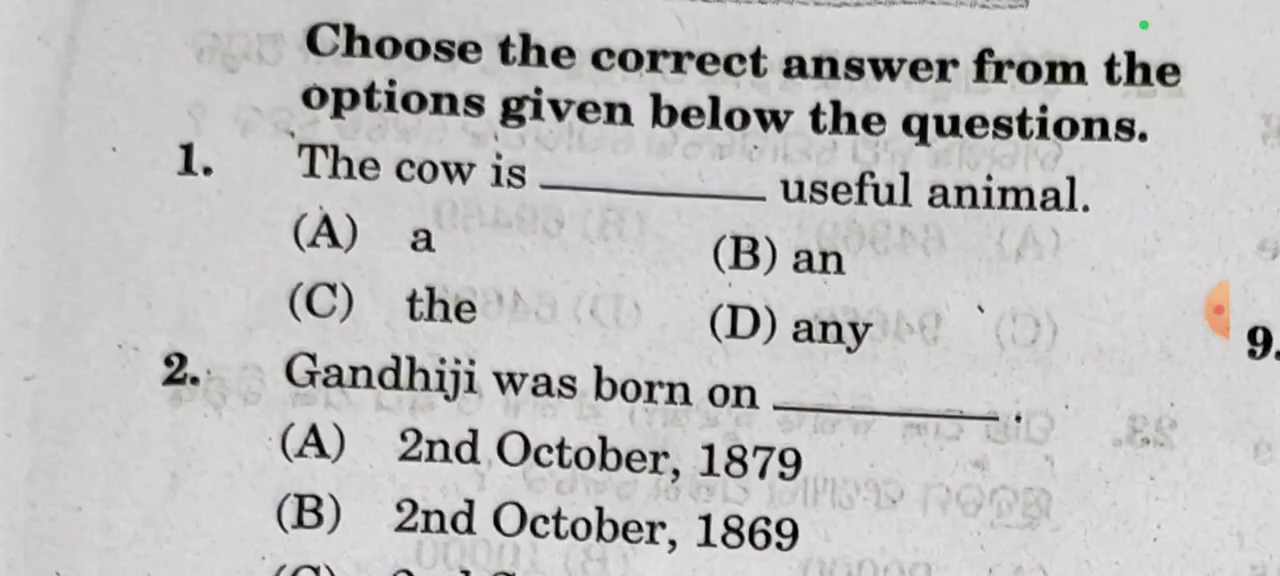 Choose the correct answer from the
options given below the questions.
1. The cow is ________ useful animal.
(A) a (B) an
(C) the (D) any
2. Gandhiji was born on ________.
(A) 2nd October, 1879
(B) 2nd October, 1869
9.